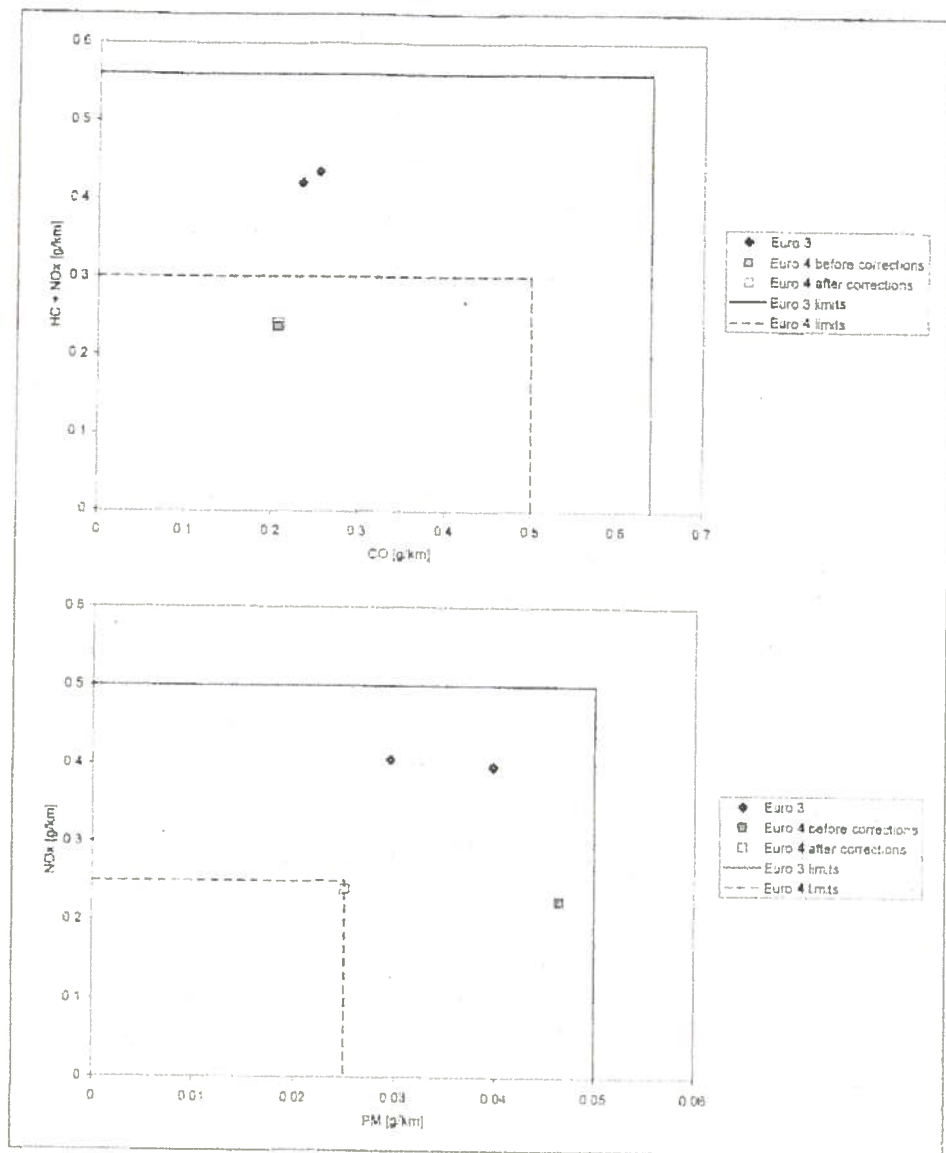 0.6
0.5
0.4
0.3
0.2
0.1
0
HC + NOx [g/km]
0 0.1 0.2 0.3 0.4 0.5 0.6 0.7
CO [g/km]
Euro 3
Euro 4 before corrections
Euro 4 after corrections
Euro 3 limits
Euro 4 limits
0.6
0.5
0.4
0.3
0.2
0.1
0
NOx [g/km]
0 0.01 0.02 0.03 0.04 0.05 0.06
PM [g/km]
Euro 3
Euro 4 before corrections
Euro 4 after corrections
Euro 3 limits
Euro 4 limits